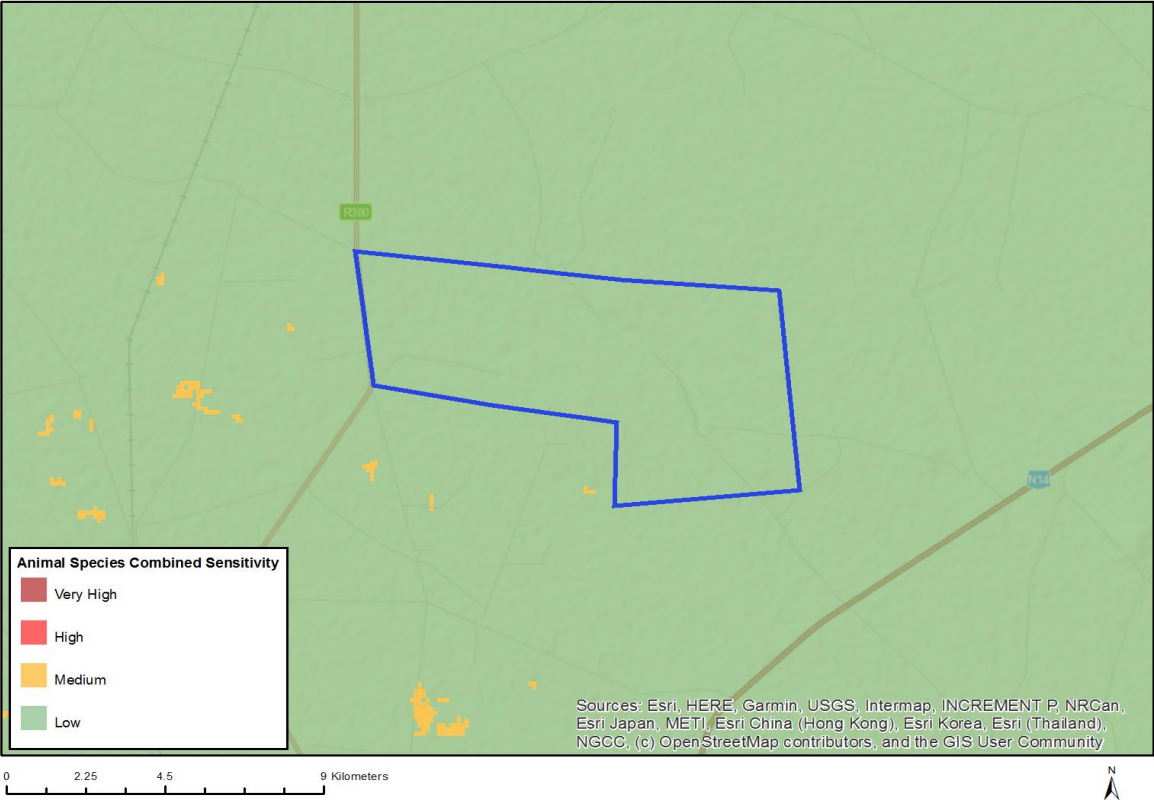 R380
N14
Animal Species Combined Sensitivity
Very High
High
Medium
Low
Sources: Esri, HERE, Garmin, USGS, Intermap, INCREMENT P, NRCan,
Esri Japan, METI, Esri China (Hong Kong), Esri Korea, Esri (Thailand),
NGCC, (c) OpenStreetMap contributors, and the GIS User Community
0 2.25 4.5 9 Kilometers
N